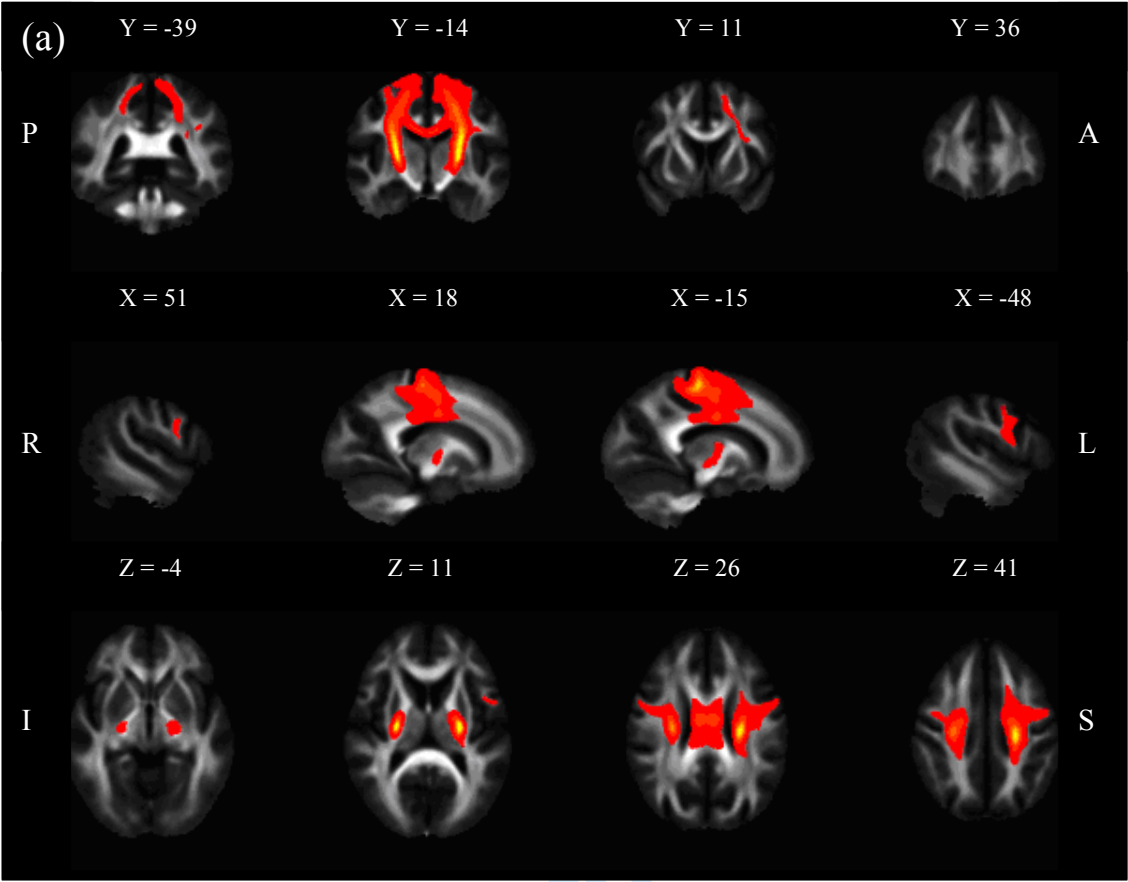 (a) Y = -39 Y = -14 Y = 11 Y = 36
P A
X = 51 X = 18 X = -15 X = -48
R L
Z = -4 Z = 11 Z = 26 Z = 41
I S